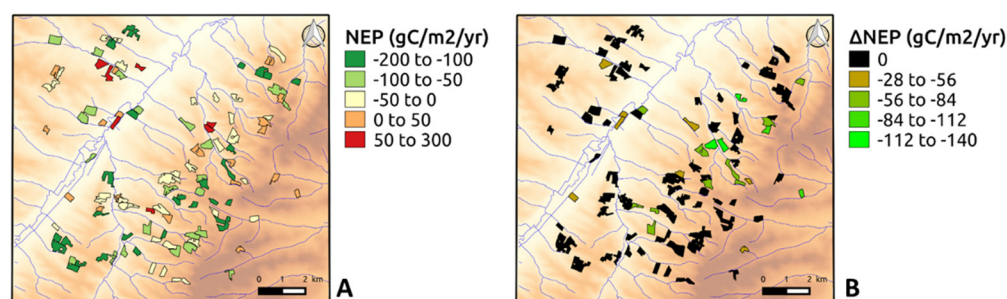 NEP (gC/m2/yr)
-200 to -100
-100 to -50
-50 to 0
0 to 50
50 to 300
0 1 2 km
A
ΔNEP (gC/m2/yr)
0
-28 to -56
-56 to -84
-84 to -112
-112 to -140
0 1 2 km
B